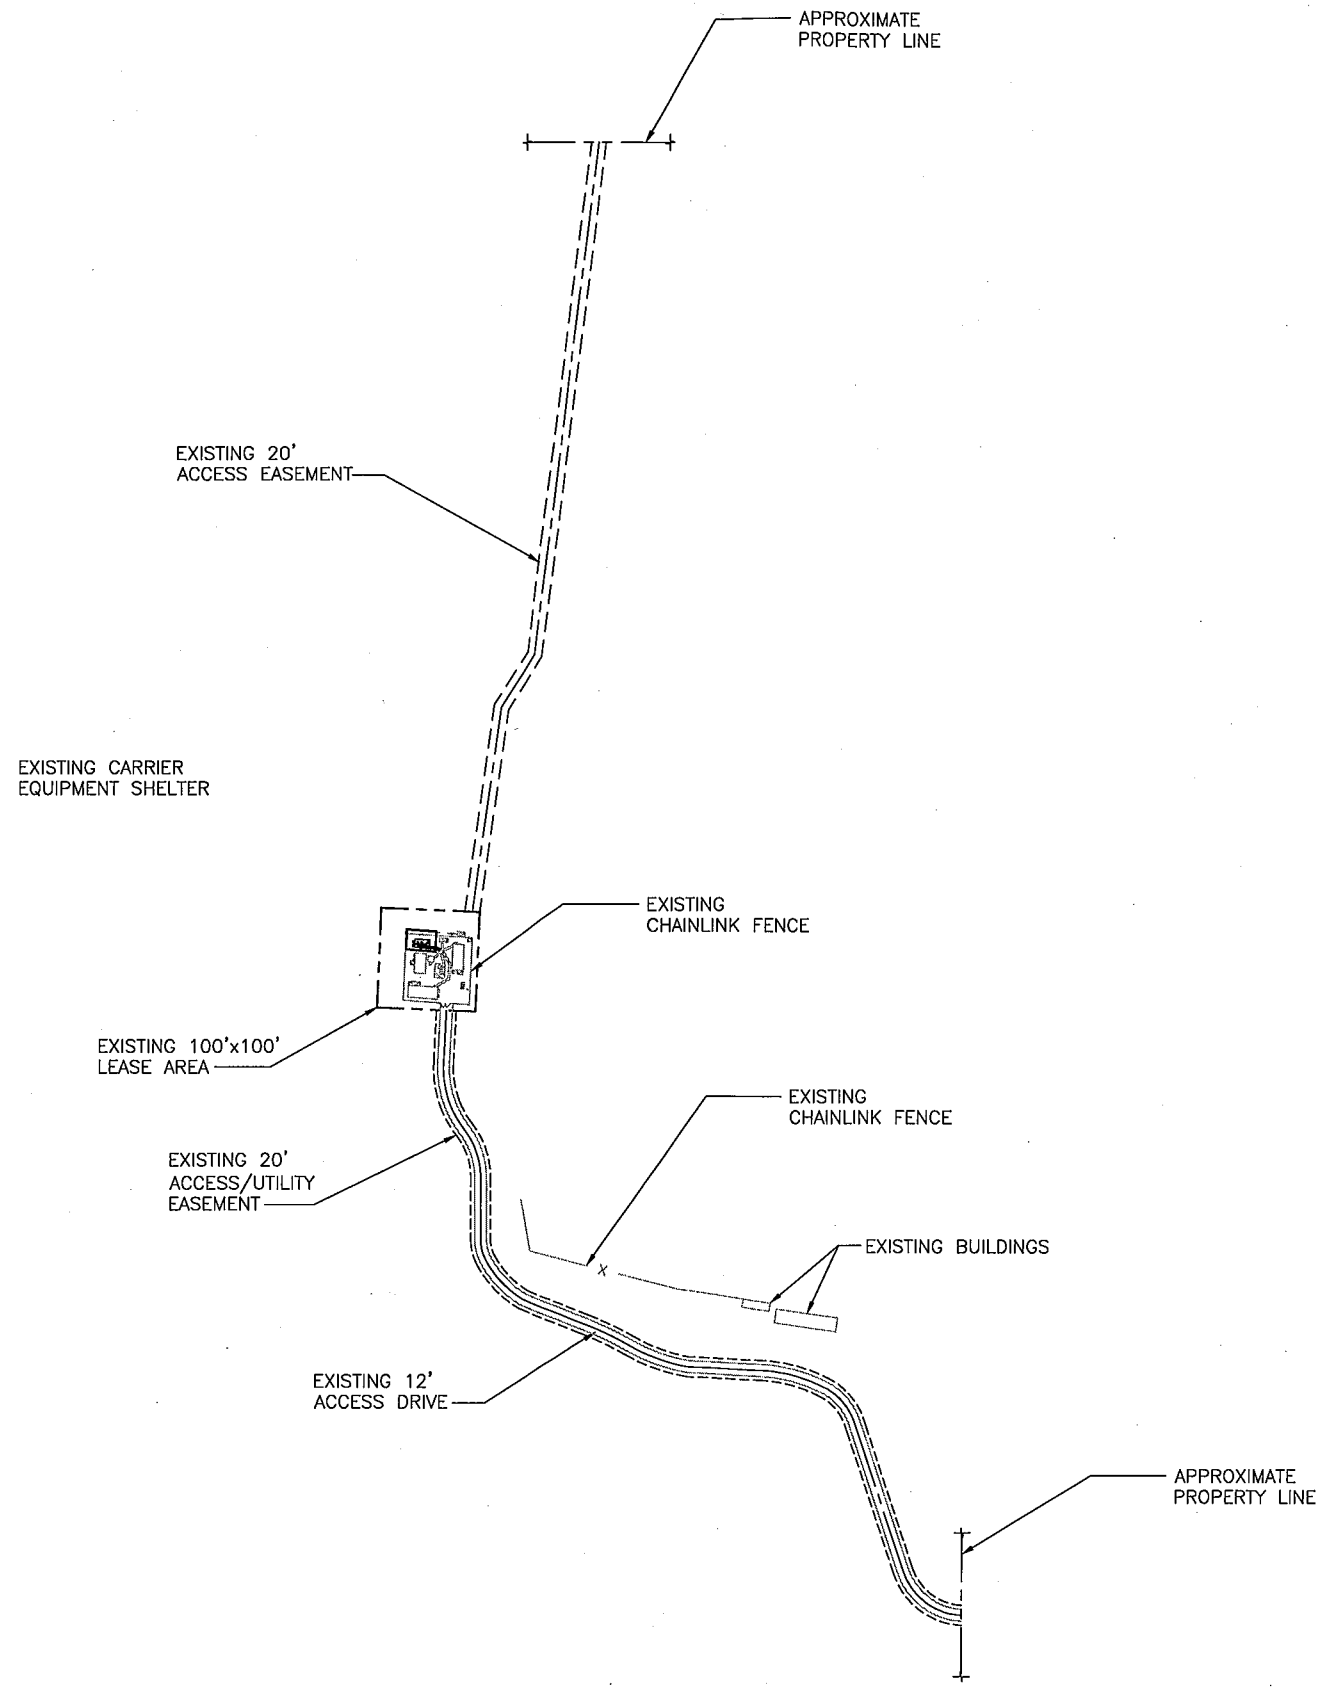 APPROXIMATE
PROPERTY LINE
EXISTING 20'
ACCESS EASEMENT
EXISTING CARRIER
EQUIPMENT SHELTER
EXISTING
CHAINLINK FENCE
EXISTING 100'x100'
LEASE AREA
EXISTING
CHAINLINK FENCE
EXISTING 20'
ACCESS/UTILITY
EASEMENT
EXISTING BUILDINGS
X
EXISTING 12'
ACCESS DRIVE
APPROXIMATE
PROPERTY LINE